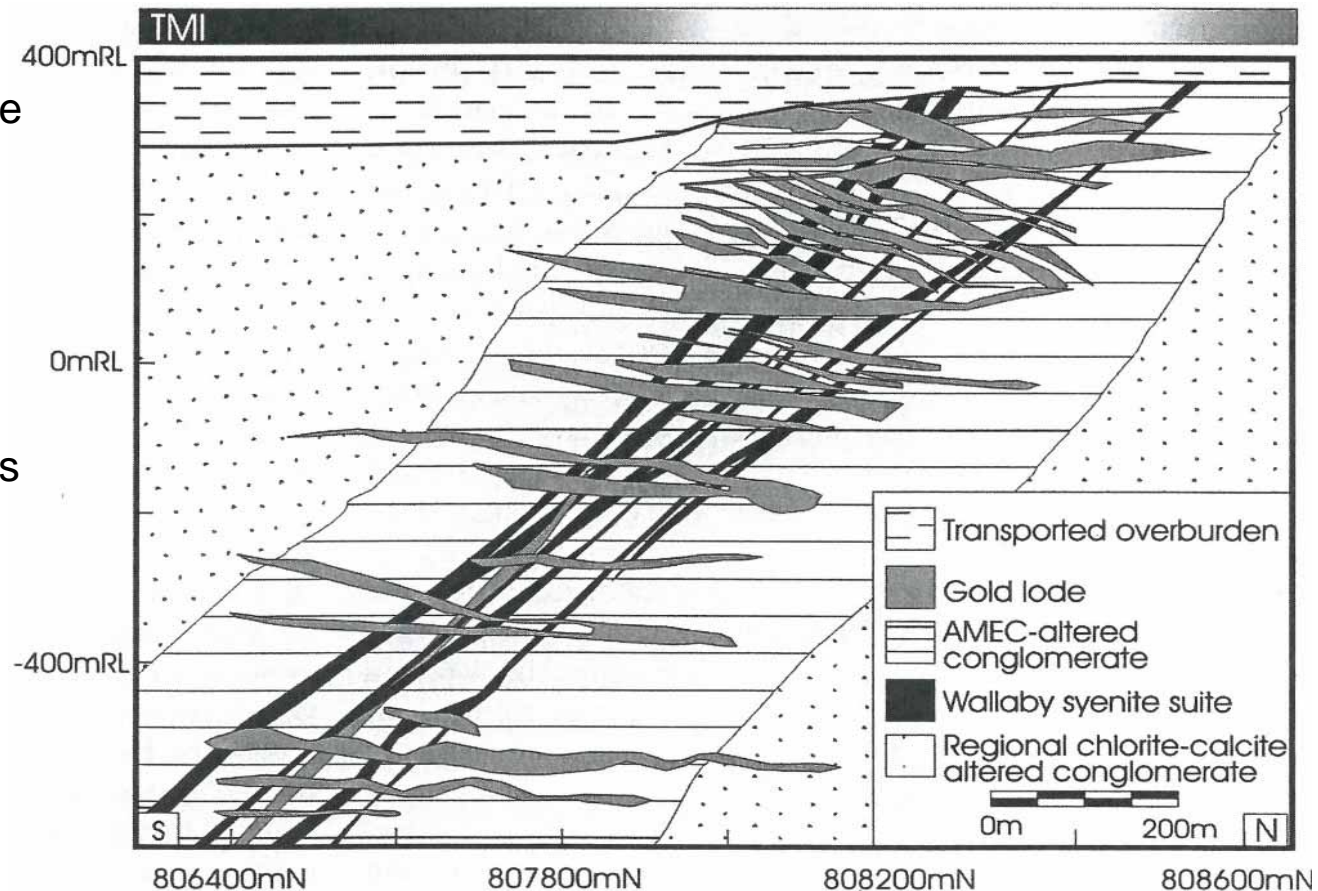 TMI
400mRL
e
0mRL
s
-400mRL
Transported overburden
Gold lode
AMEC-altered
conglomerate
Wallaby syenite suite
Regional chlorite-calcite
altered conglomerate
0m 200m
S
N
806400mN 807800mN 808200mN 808600mN